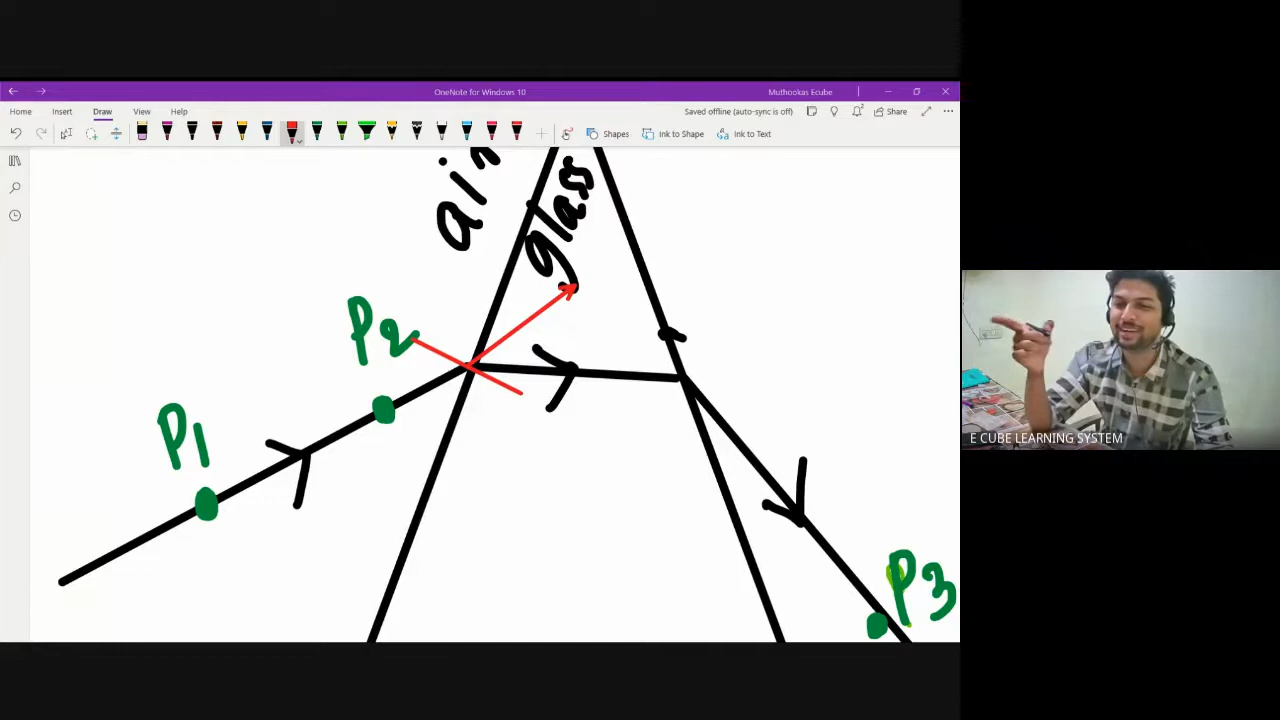 OneNote for Windows 10
Muthookas Ecube
Home Insert Draw View Help
Saved offline (auto-sync is off)
Share
Shapes
Ink to Shape
Ink to Text
air
glass
P2
P1
P3
E CUBE LEARNING SYSTEM